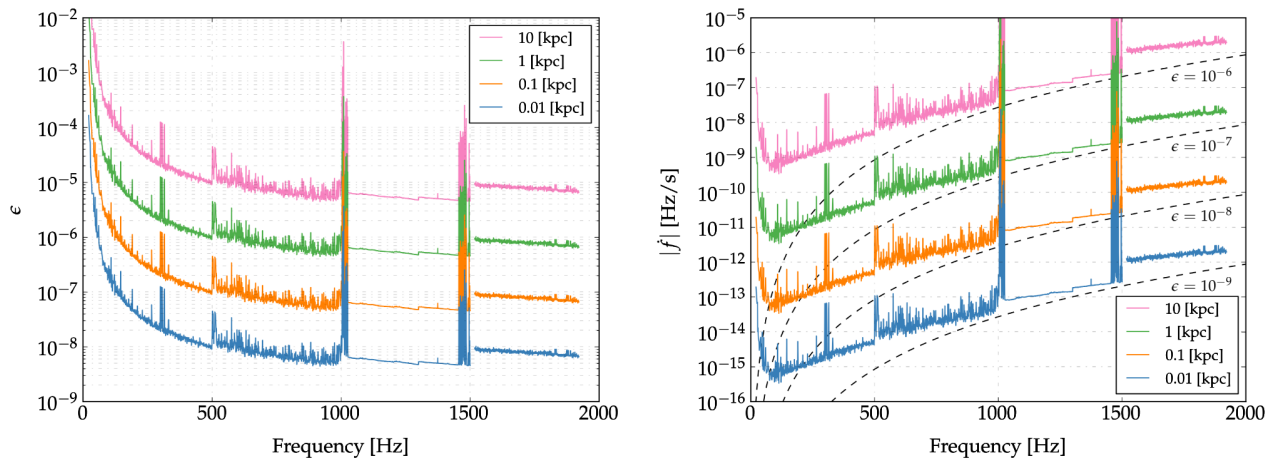 10⁻²
10⁻³
10⁻⁴
10⁻⁵
10⁻⁶
10⁻⁷
10⁻⁸
10⁻⁹
ϵ
0
500
1000
1500
2000
Frequency [Hz]
10 [kpc]
1 [kpc]
0.1 [kpc]
0.01 [kpc]
10⁻⁵
10⁻⁶
10⁻⁷
10⁻⁸
10⁻⁹
10⁻¹⁰
10⁻¹¹
10⁻¹²
10⁻¹³
10⁻¹⁴
10⁻¹⁵
10⁻¹⁶
|ḟ| [Hz/s]
ϵ = 10⁻⁶
ϵ = 10⁻⁷
ϵ = 10⁻⁸
ϵ = 10⁻⁹
10 [kpc]
1 [kpc]
0.1 [kpc]
0.01 [kpc]
0
500
1000
1500
2000
Frequency [Hz]